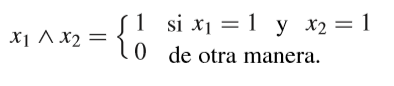 x₁ ∧ x₂ = { 1 si x₁ = 1 y x₂ = 1
0 de otra manera.